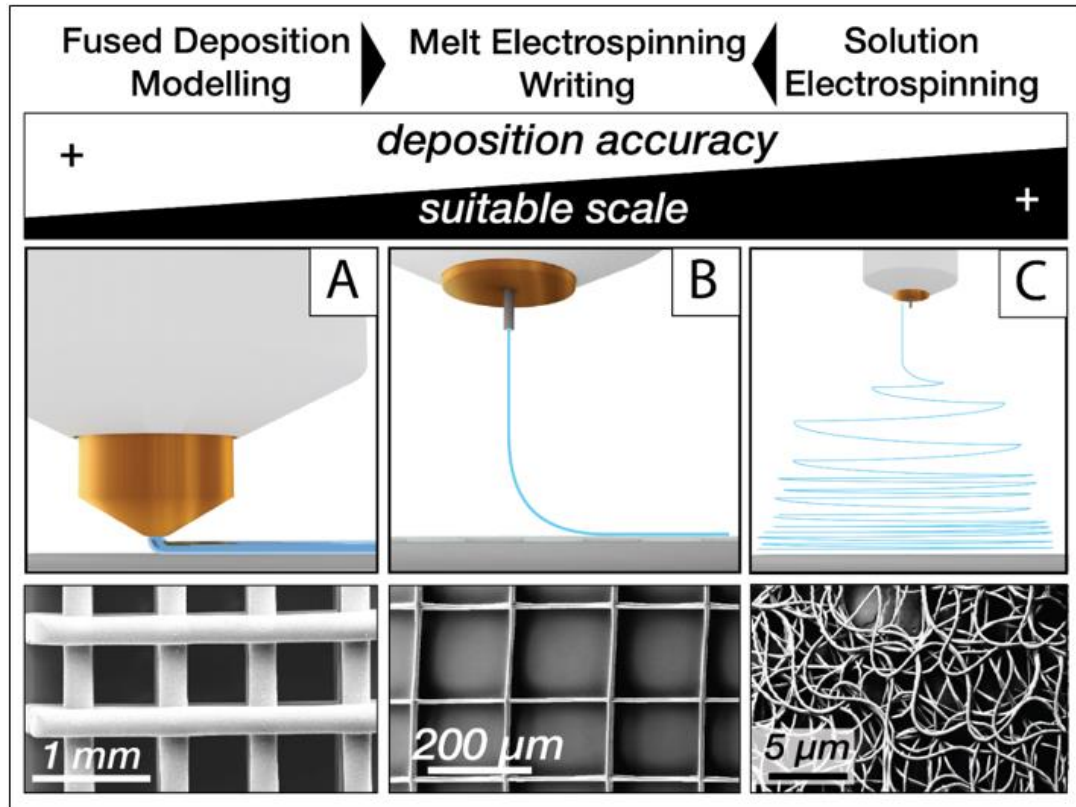 Fused Deposition
Modelling
Melt Electrospinning
Writing
Solution
Electrospinning
+
deposition accuracy
suitable scale
+
A
B
C
1 mm
200 µm
5 µm